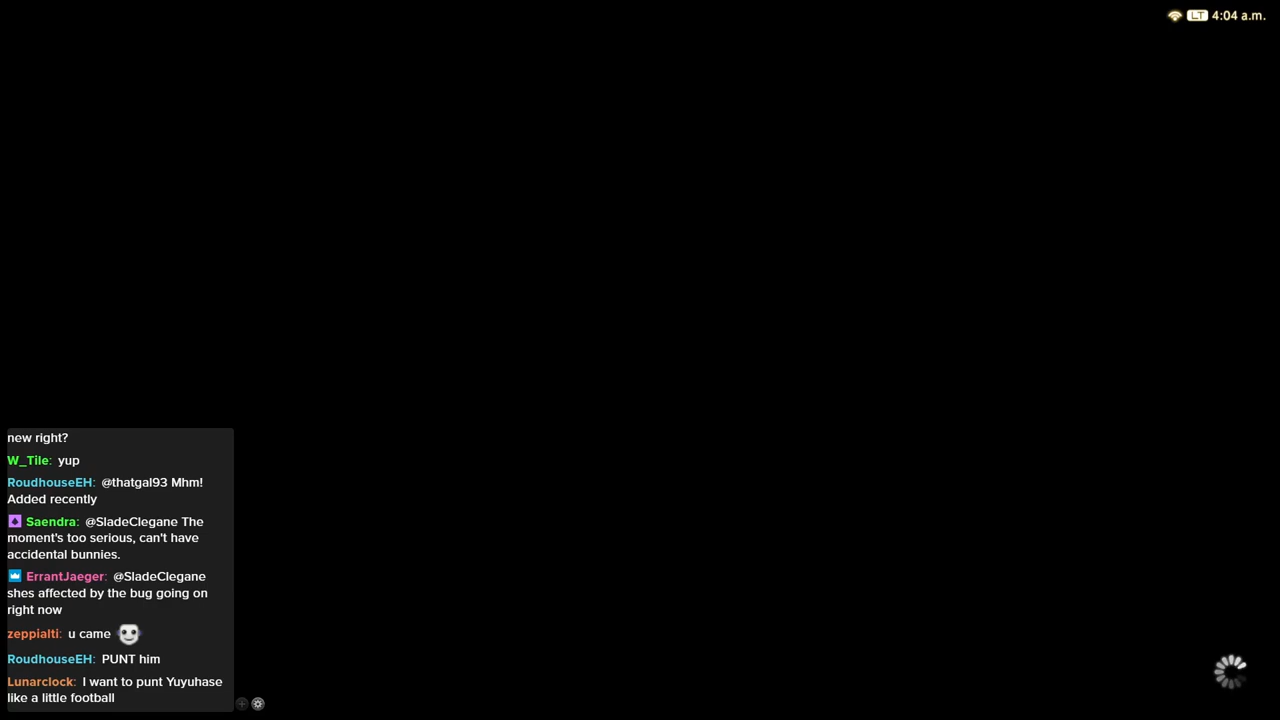 LT 4:04 a.m.
new right?
W_Tile: yup
RoudhouseEH: @thatgal93 Mhm!
Added recently
Saendra: @SladeClegane The
moment's too serious, can't have
accidental bunnies.
ErrantJaeger: @SladeClegane
shes affected by the bug going on
right now
zeppialti: u came
RoudhouseEH: PUNT him
Lunarclock: I want to punt Yuyuhase
like a little football